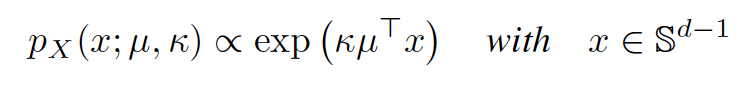 p_X(x; μ, κ) ∝ exp (κμ^⊤x)   with   x ∈ 𝕊^{d−1}